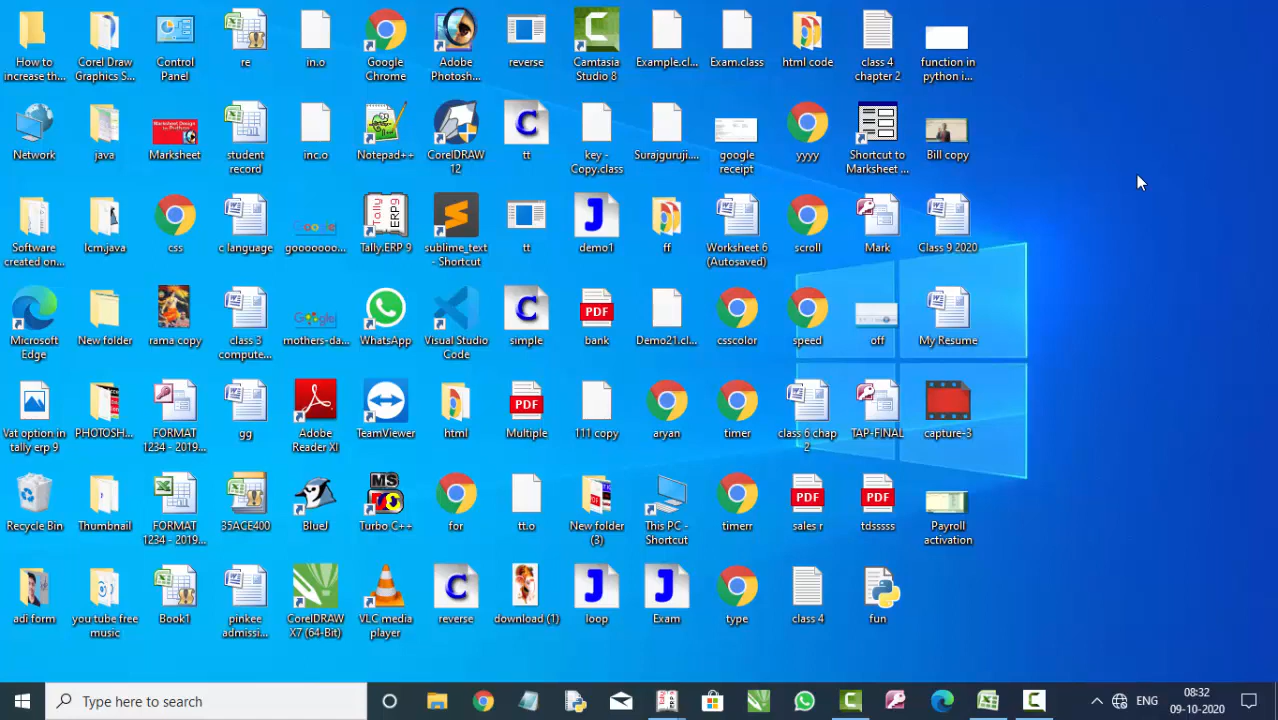 How to
increase th...
Corel Draw
Graphics S...
Control
Panel
re
in.o
Google
Chrome
Adobe
Photosh...
reverse
Camtasia
Studio 8
Example.cl...
Exam.class
html code
class 4
chapter 2
function in
python i...
Network
java
Marksheet
student
record
inc.o
Notepad++
CorelDRAW
12
tt
key -
Copy.class
Surajguruji....
google
receipt
yyyy
Shortcut to
Marksheet ...
Bill copy
Software
created on...
lcm.java
css
c language
gooooooo...
Tally.ERP 9
sublime_text
- Shortcut
tt
demo1
ff
Worksheet 6
(Autosaved)
scroll
Mark
Class 9 2020
Microsoft
Edge
New folder
rama copy
class 3
compute...
mothers-da...
WhatsApp
Visual Studio
Code
simple
bank
Demo21.cl...
csscolor
speed
off
My Resume
Vat option in
tally erp 9
PHOTOSH...
FORMAT
1234 - 2019...
gg
Adobe
Reader XI
TeamViewer
html
Multiple
111 copy
aryan
timer
class 6 chap
2
TAP-FINAL
capture-3
Recycle Bin
Thumbnail
FORMAT
1234 - 2019...
35ACE400
BlueJ
Turbo C++
for
tt.o
New folder
(3)
This PC -
Shortcut
timerr
sales r
tdsssss
Payroll
activation
adi form
you tube free
music
Book1
pinkee
admissi...
CorelDRAW
X7 (64-Bit)
VLC media
player
reverse
download (1)
loop
Exam
type
class 4
fun
Type here to search
ENG
08:32
09-10-2020